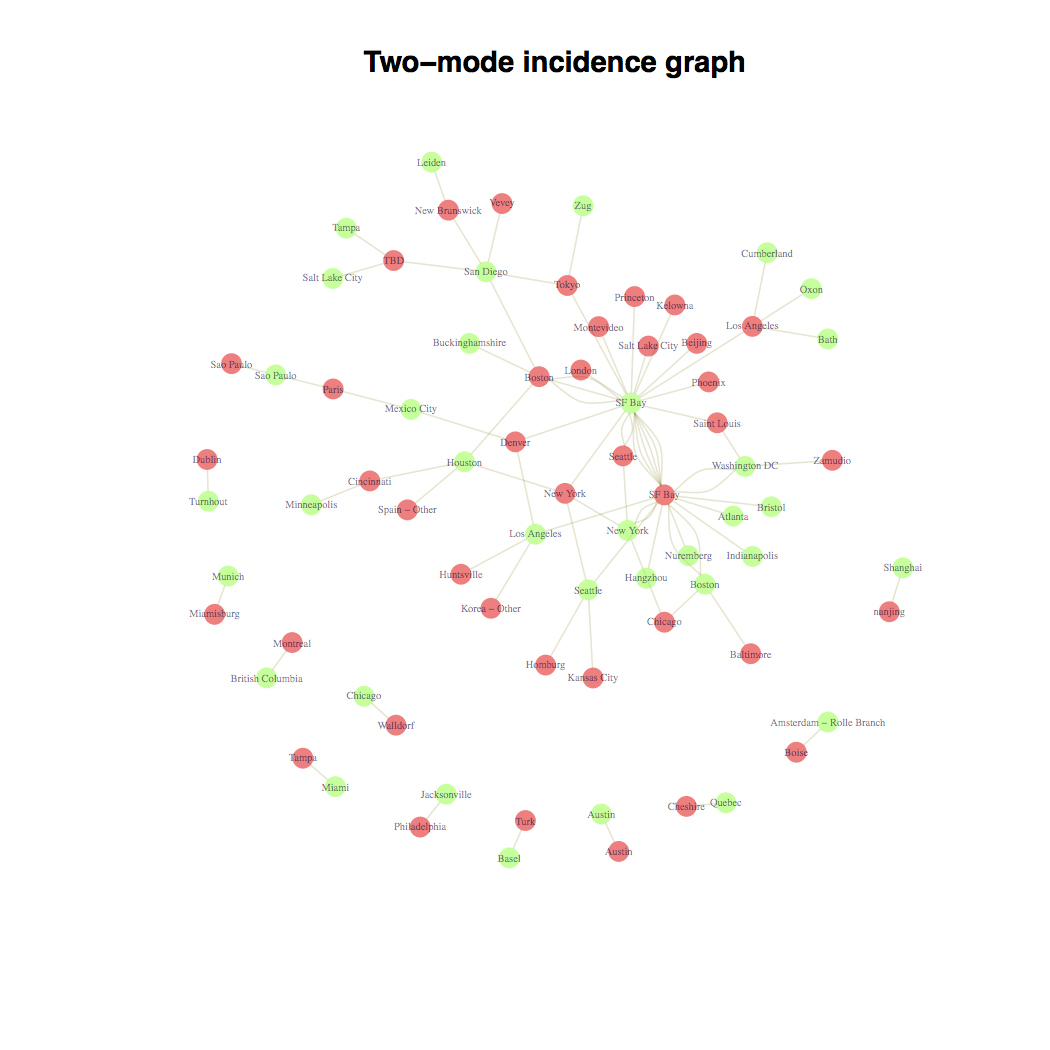 Two-mode incidence graph
Leiden
New Brunswick
Vevey
Zug
Tampa
TBD
Salt Lake City
San Diego
Tokyo
Cumberland
Oxon
Princeton
Kelowna
Montevideo
Los Angeles
Bath
Buckinghamshire
Salt Lake City
Beijing
Sao Paulo
Sao Paulo
Paris
Boston
London
Phoenix
Mexico City
SF Bay
Saint Louis
Denver
Dublin
Houston
Seattle
Washington DC
Zamudio
Cincinnati
Turnhout
Minneapolis
Spain - Other
New York
SF Bay
Bristol
Atlanta
Los Angeles
New York
Nuremberg
Indianapolis
Shanghai
Munich
Huntsville
Hangzhou
Boston
Seattle
Miamisburg
Korea - Other
Chicago
nanjing
Montreal
Baltimore
Homburg
Kansas City
British Columbia
Chicago
Walldorf
Amsterdam - Rolle Branch
Boise
Tampa
Miami
Jacksonville
Cheshire
Quebec
Philadelphia
Turk
Austin
Basel
Austin